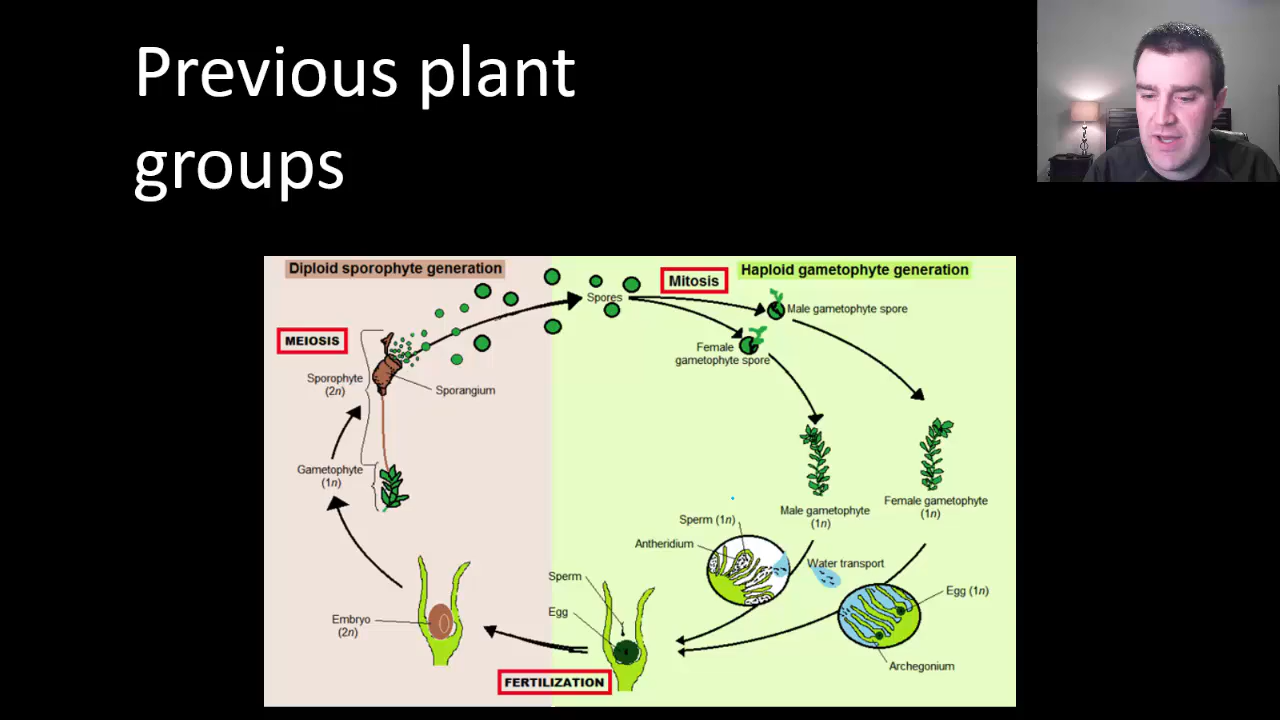 Previous plant
groups
Diploid sporophyte generation
Haploid gametophyte generation
Mitosis
Spores
Male gametophyte spore
MEIOSIS
Female
gametophyte spore
Sporophyte
(2n)
Sporangium
Gametophyte
(1n)
Male gametophyte
(1n)
Female gametophyte
(1n)
Sperm (1n)
Antheridium
Water transport
Sperm
Egg
Egg (1n)
Embryo
(2n)
Archegonium
FERTILIZATION